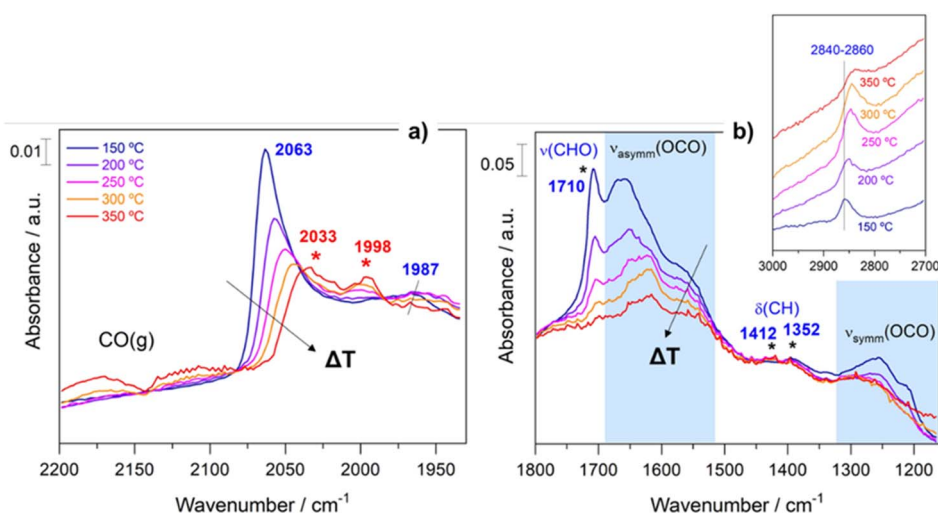 a)
0.01
150 ºC
200 ºC
250 ºC
300 ºC
350 ºC
2063
2033
*
1998
*
1987
CO(g)
ΔT
Absorbance / a.u.
2200
2150
2100
2050
2000
1950
Wavenumber / cm-1
b)
0.05
ν(CHO)
*
1710
νasymm(OCO)
ΔT
δ(CH)
1412
1352
*
*
νsymm(OCO)
Absorbance / a.u.
1800
1700
1600
1500
1400
1300
1200
Wavenumber / cm-1
2840-2860
350 ºC
300 ºC
250 ºC
200 ºC
150 ºC
3000
2900
2800
2700